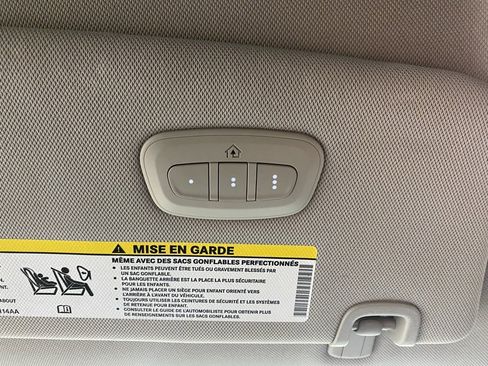 MISE EN GARDE
MÊME AVEC DES SACS GONFLABLES PERFECTIONNÉS
• LES ENFANTS PEUVENT ÊTRE TUÉS OU GRAVEMENT BLESSÉS PAR
UN SAC GONFLABLE.
• LA BANQUETTE ARRIÈRE EST LA PLACE LA PLUS SÉCURITAIRE
POUR LES ENFANTS.
• NE JAMAIS PLACER UN SIÈGE POUR ENFANT ORIENTÉ VERS
L'ARRIÈRE À L'AVANT DU VÉHICULE.
• TOUJOURS UTILISER LES CEINTURES DE SÉCURITÉ ET LES SYSTÈMES
DE RETENUE POUR ENFANT.
• CONSULTER LE GUIDE DE L'AUTOMOBILISTE POUR OBTENIR PLUS
DE RENSEIGNEMENTS SUR LES SACS GONFLABLES.
ABOUT
14AA